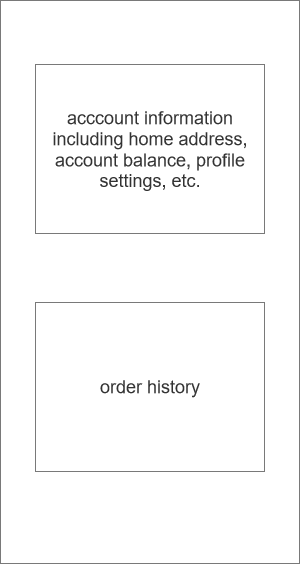 acccount information
including home address,
account balance, profile
settings, etc.
order history